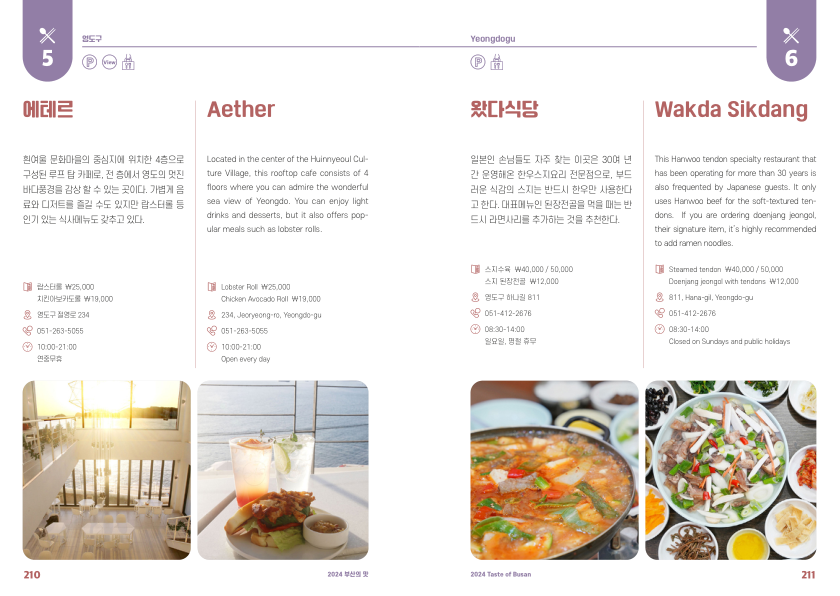 5
영도구
View
에테르
흰여울 문화마을의 중심지에 위치한 4층으로
구성된 루프 탑 카페로, 전 층에서 영도의 멋진
바다풍경을 감상 할 수 있는 곳이다. 가볍게 음
료와 디저트를 즐길 수도 있지만 랍스터롤 등
인기 있는 식사메뉴도 갖추고 있다.
랍스터롤 ₩25,000
치킨아보카도롤 ₩19,000
영도구 절영로 234
051-263-5055
10:00-21:00
연중무휴
Aether
Located in the center of the Huinnyeoul Cul-
ture Village, this rooftop cafe consists of 4
floors where you can admire the wonderful
sea view of Yeongdo. You can enjoy light
drinks and desserts, but it also offers pop-
ular meals such as lobster rolls.
Lobster Roll ₩25,000
Chicken Avocado Roll ₩19,000
234, Jeoryeong-ro, Yeongdo-gu
051-263-5055
10:00-21:00
Open every day
210
2024 부산의 맛
Yeongdogu
6
왔다식당
일본인 손님들도 자주 찾는 이곳은 30여 년
간 운영해온 한우스지요리 전문점으로, 부드
러운 식감의 스지는 반드시 한우만 사용한다
고 한다. 대표메뉴인 된장전골을 먹을 때는 반
드시 라면사리를 추가하는 것을 추천한다.
스지수육 ₩40,000 / 50,000
스지 된장전골 ₩12,000
영도구 하나길 811
051-412-2676
08:30-14:00
일요일, 명절 휴무
Wakda Sikdang
This Hanwoo tendon specialty restaurant that
has been operating for more than 30 years is
also frequented by Japanese guests. It only
uses Hanwoo beef for the soft-textured ten-
dons. If you are ordering doenjang jeongol,
their signature item, it's highly recommended
to add ramen noodles.
Steamed tendon ₩40,000 / 50,000
Doenjang jeongol with tendons ₩12,000
811, Hana-gil, Yeongdo-gu
051-412-2676
08:30-14:00
Closed on Sundays and public holidays
2024 Taste of Busan
211